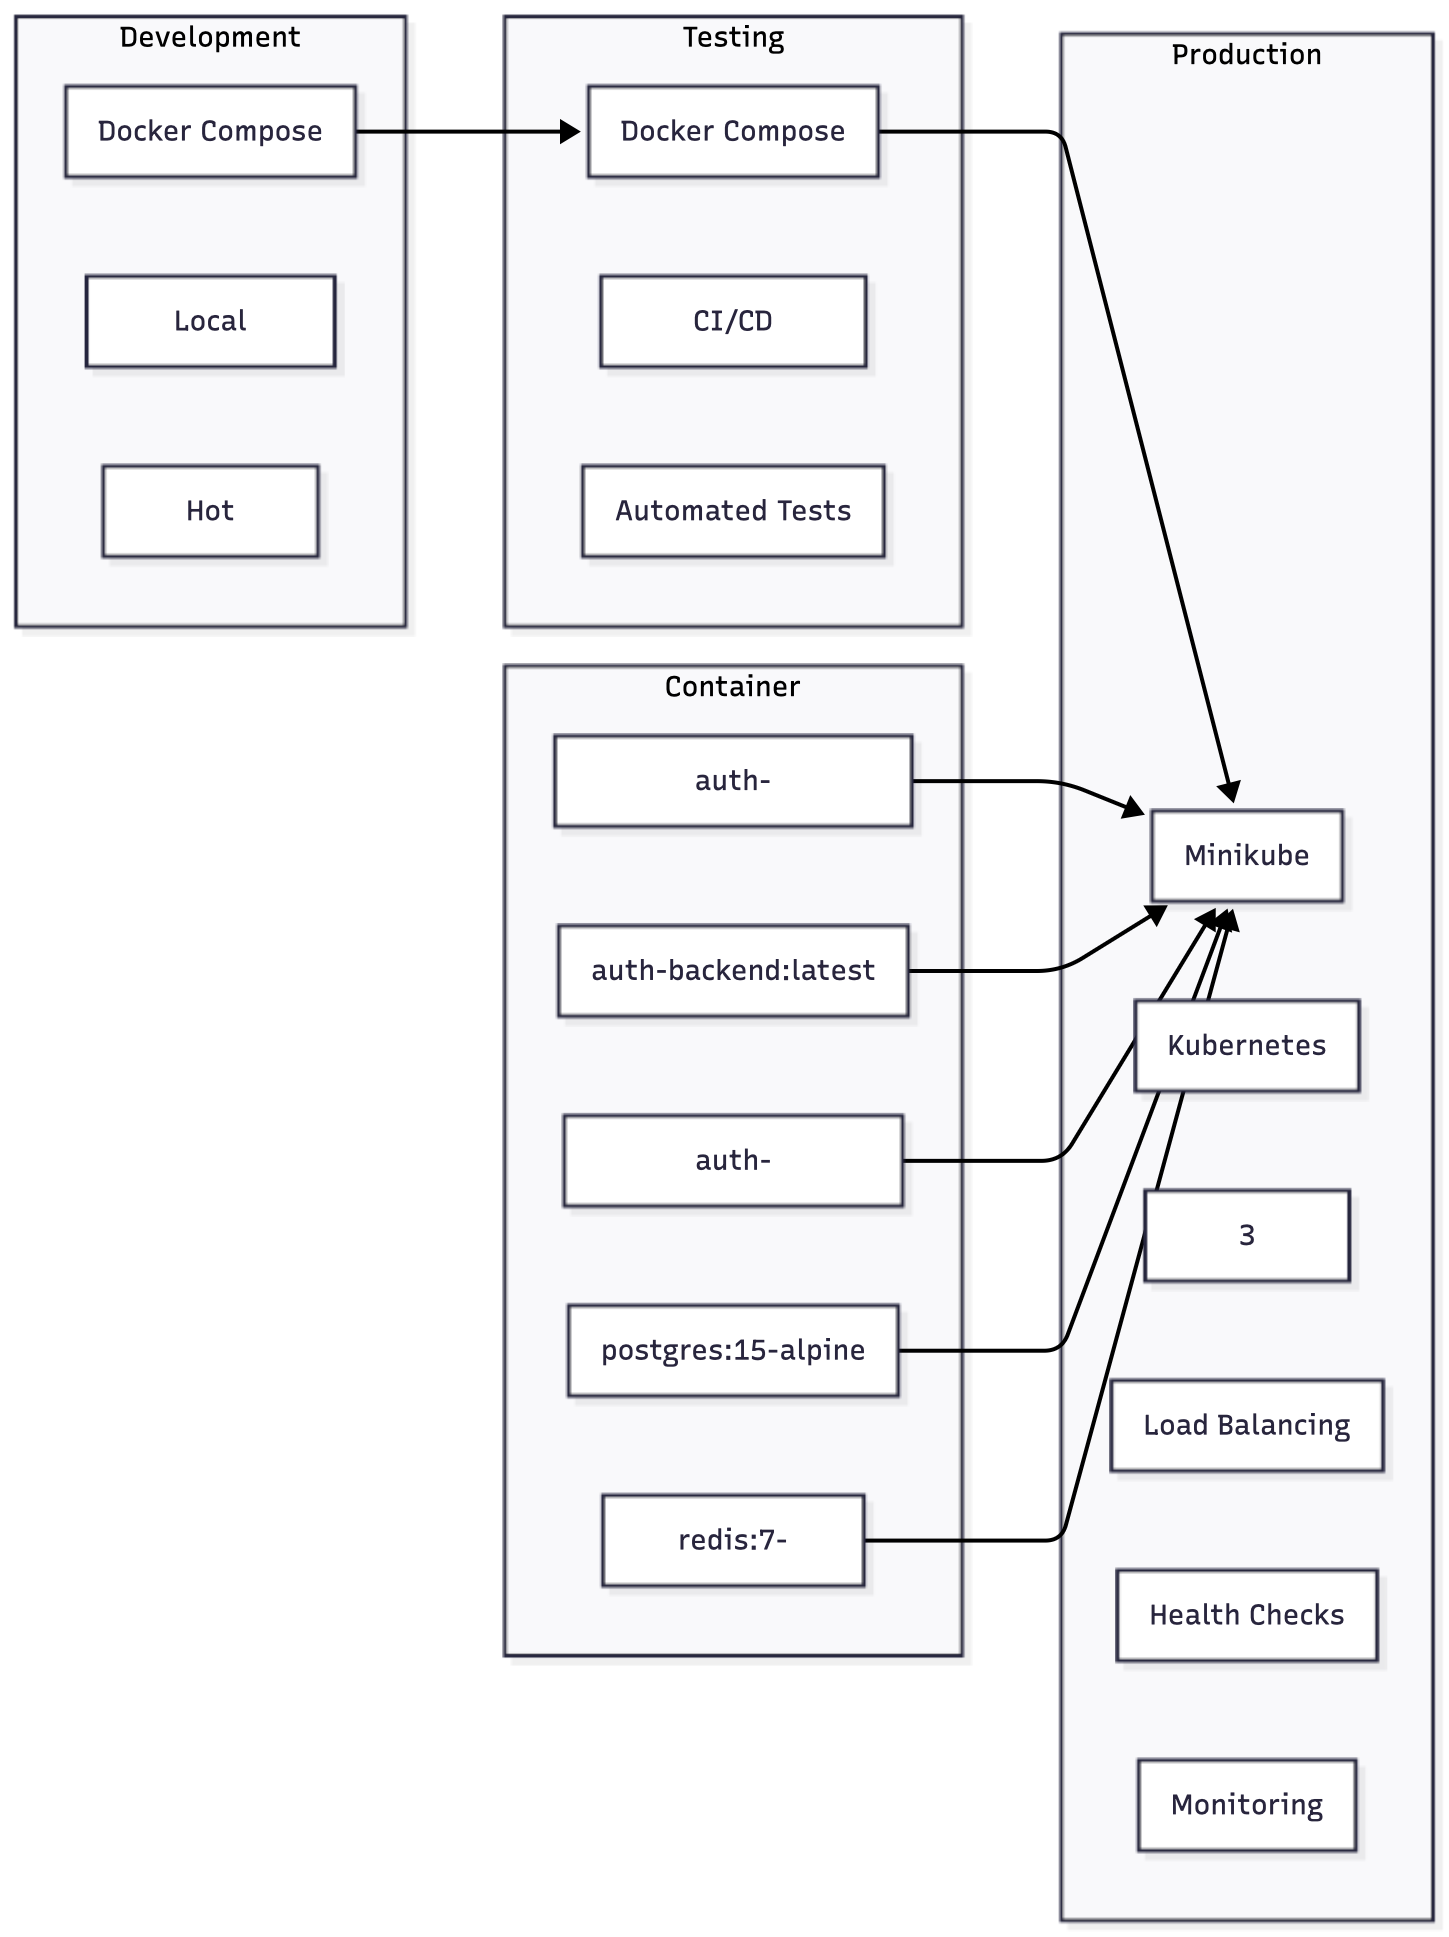 Development
Docker Compose
Local
Hot
Testing
Docker Compose
CI/CD
Automated Tests
Container
auth-
auth-backend:latest
auth-
postgres:15-alpine
redis:7-
Production
Minikube
Kubernetes
3
Load Balancing
Health Checks
Monitoring